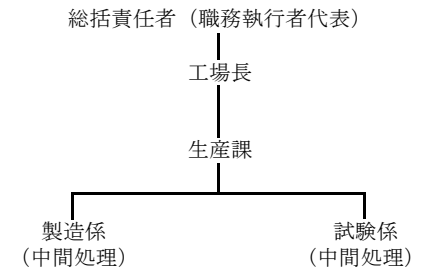 総括責任者（職務執行者代表）
工場長
生産課
製造係
（中間処理）
試験係
（中間処理）